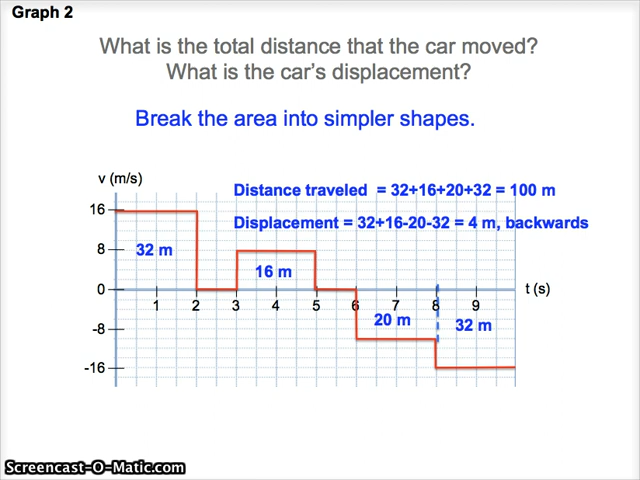 Graph 2
What is the total distance that the car moved?
What is the car's displacement?
Break the area into simpler shapes.
v (m/s)
Distance traveled = 32+16+20+32 = 100 m
16
Displacement = 32+16-20-32 = 4 m, backwards
8
32 m
16 m
0
t (s)
1 2 3 4 5 6 7 8 9
20 m
32 m
-8
-16
Screencast-O-Matic.com